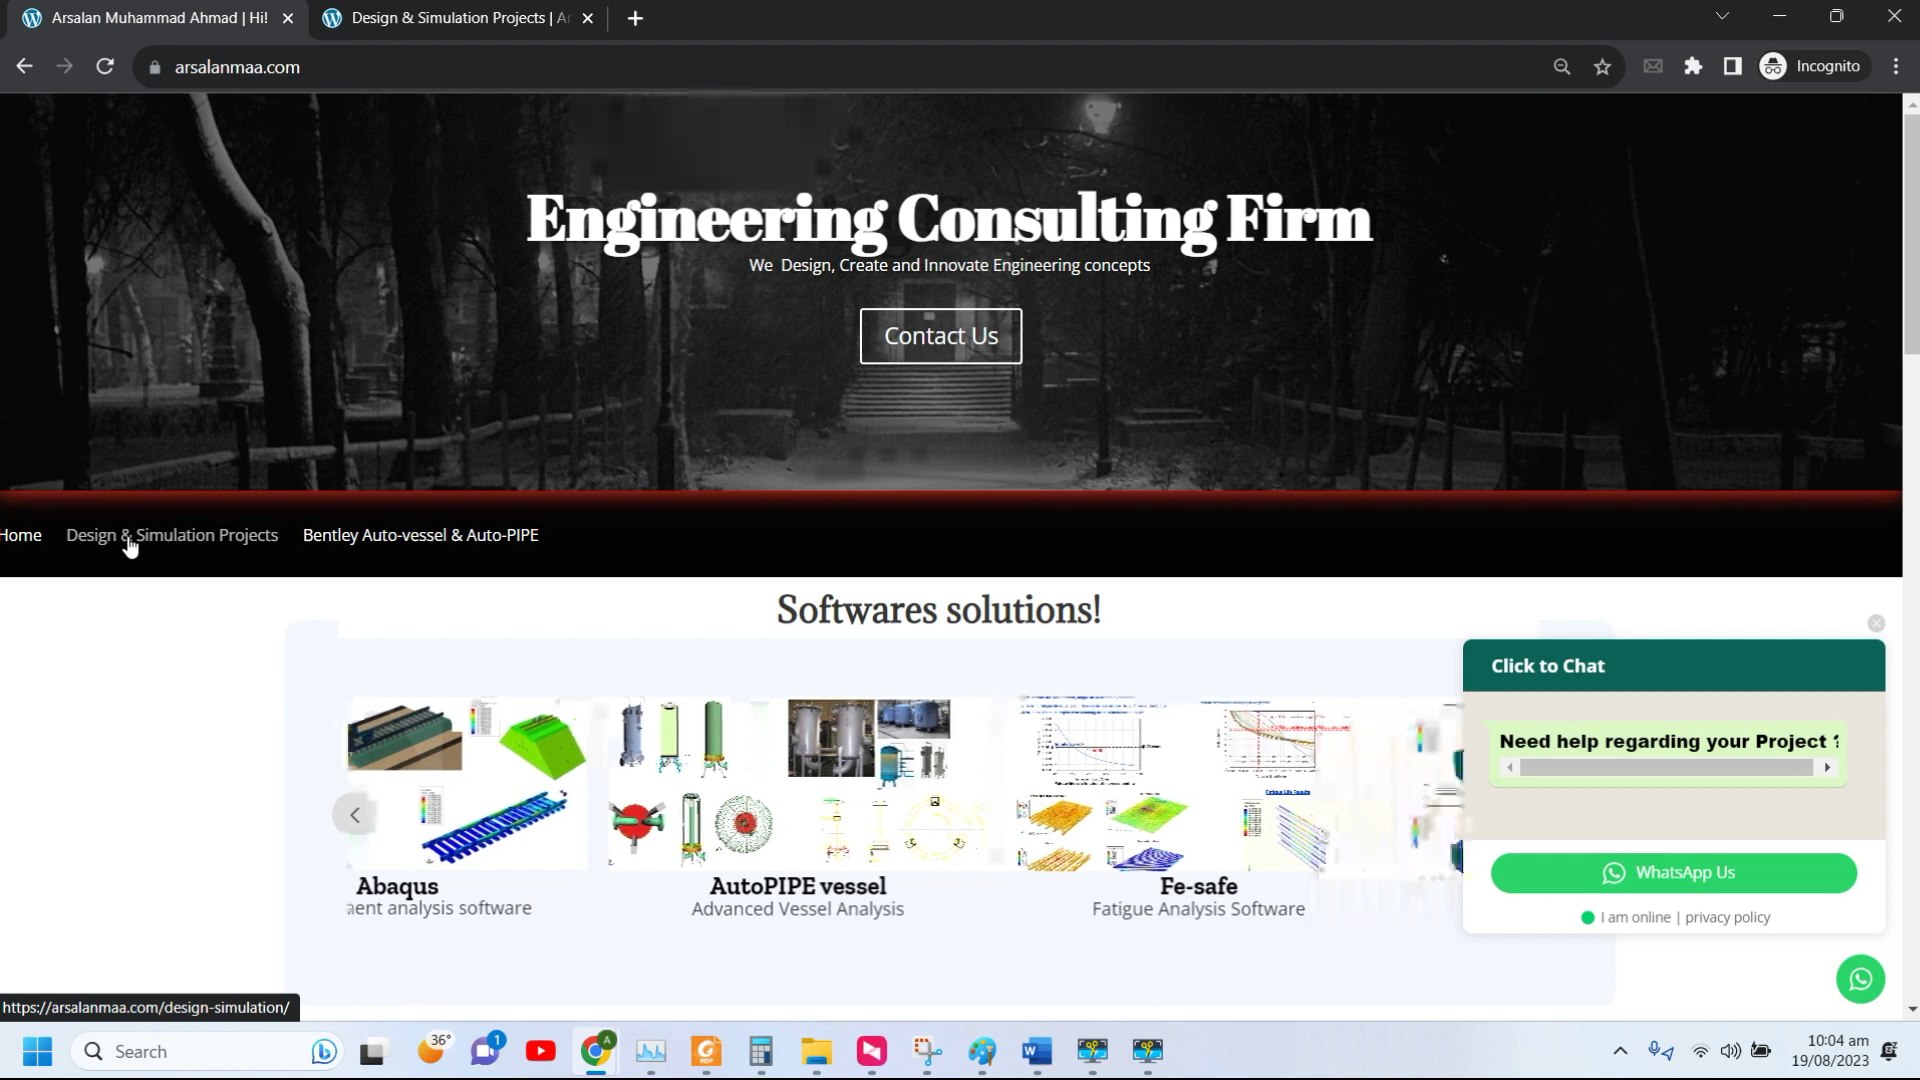 Arsalan Muhammad Ahmad | Hi!
Design & Simulation Projects | Ar
arsalanmaa.com
Incognito
Engineering Consulting Firm
We Design, Create and Innovate Engineering concepts
Contact Us
Home
Design & Simulation Projects
Bentley Auto-vessel & Auto-PIPE
Softwares solutions!
Click to Chat
Need help regarding your Project ?
WhatsApp Us
I am online | privacy policy
Abaqus
ent analysis software
AutoPIPE vessel
Advanced Vessel Analysis
Fe-safe
Fatigue Analysis Software
https://arsalanmaa.com/design-simulation/
Search
36°
1
10:04 am
19/08/2023